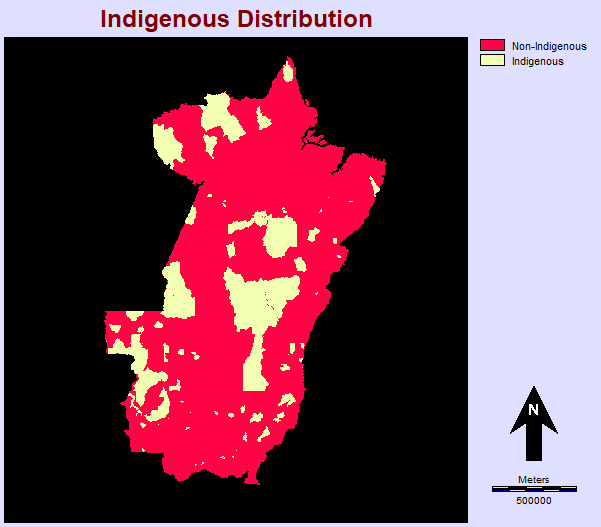 Indigenous Distribution
Non-Indigenous
Indigenous
N
Meters
500000